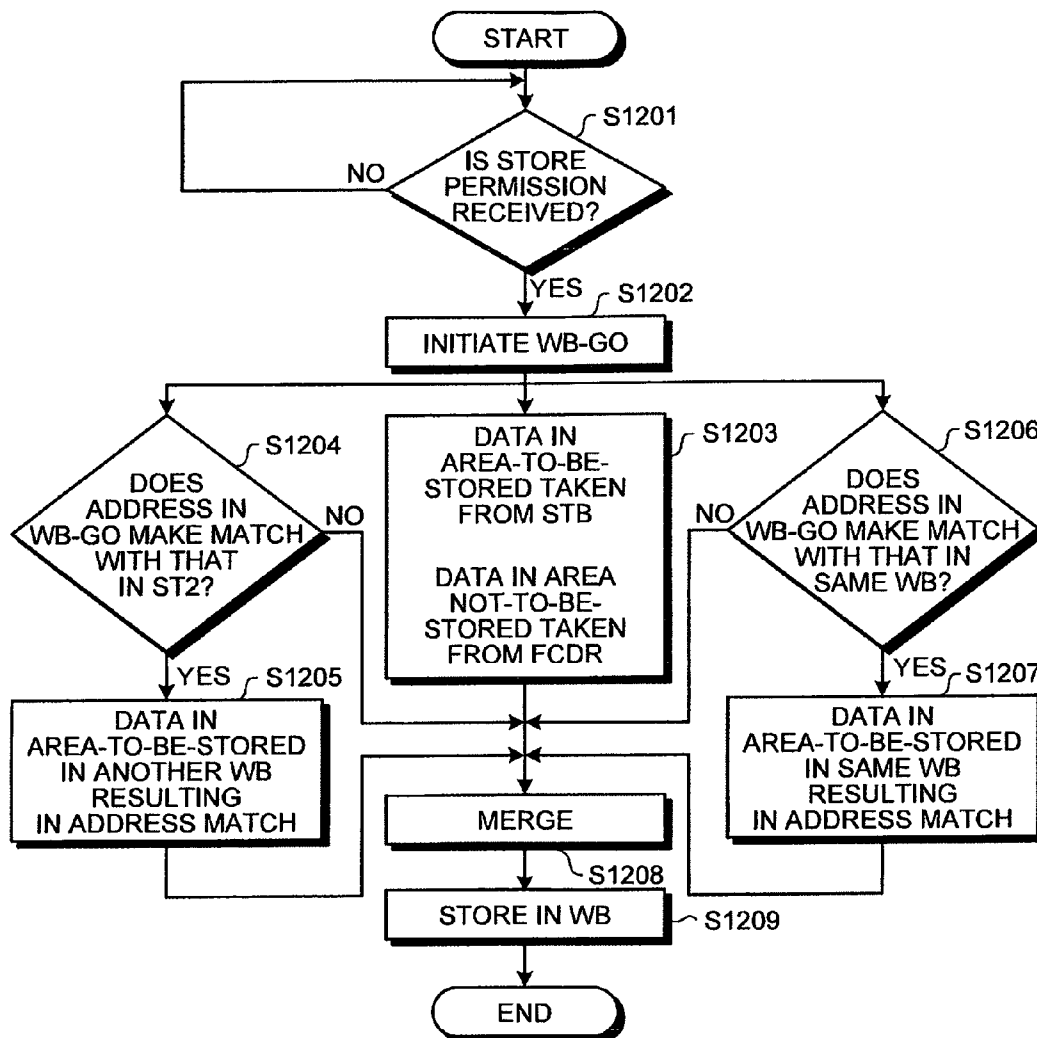 START
S1201
IS STORE
PERMISSION
RECEIVED?
NO
YES
S1202
INITIATE WB-GO
S1204
DOES
ADDRESS IN
WB-GO MAKE MATCH
WITH THAT
IN ST2?
NO
YES
S1203
DATA IN
AREA-TO-BE-
STORED TAKEN
FROM STB
DATA IN AREA
NOT-TO-BE-
STORED TAKEN
FROM FCDR
S1206
DOES
ADDRESS IN
WB-GO MAKE MATCH
WITH THAT IN
SAME WB?
NO
YES
S1205
DATA IN
AREA-TO-BE-STORED
IN ANOTHER WB
RESULTING
IN ADDRESS MATCH
S1207
DATA IN
AREA-TO-BE-STORED
IN SAME WB
RESULTING
IN ADDRESS MATCH
MERGE
S1208
STORE IN WB
S1209
END